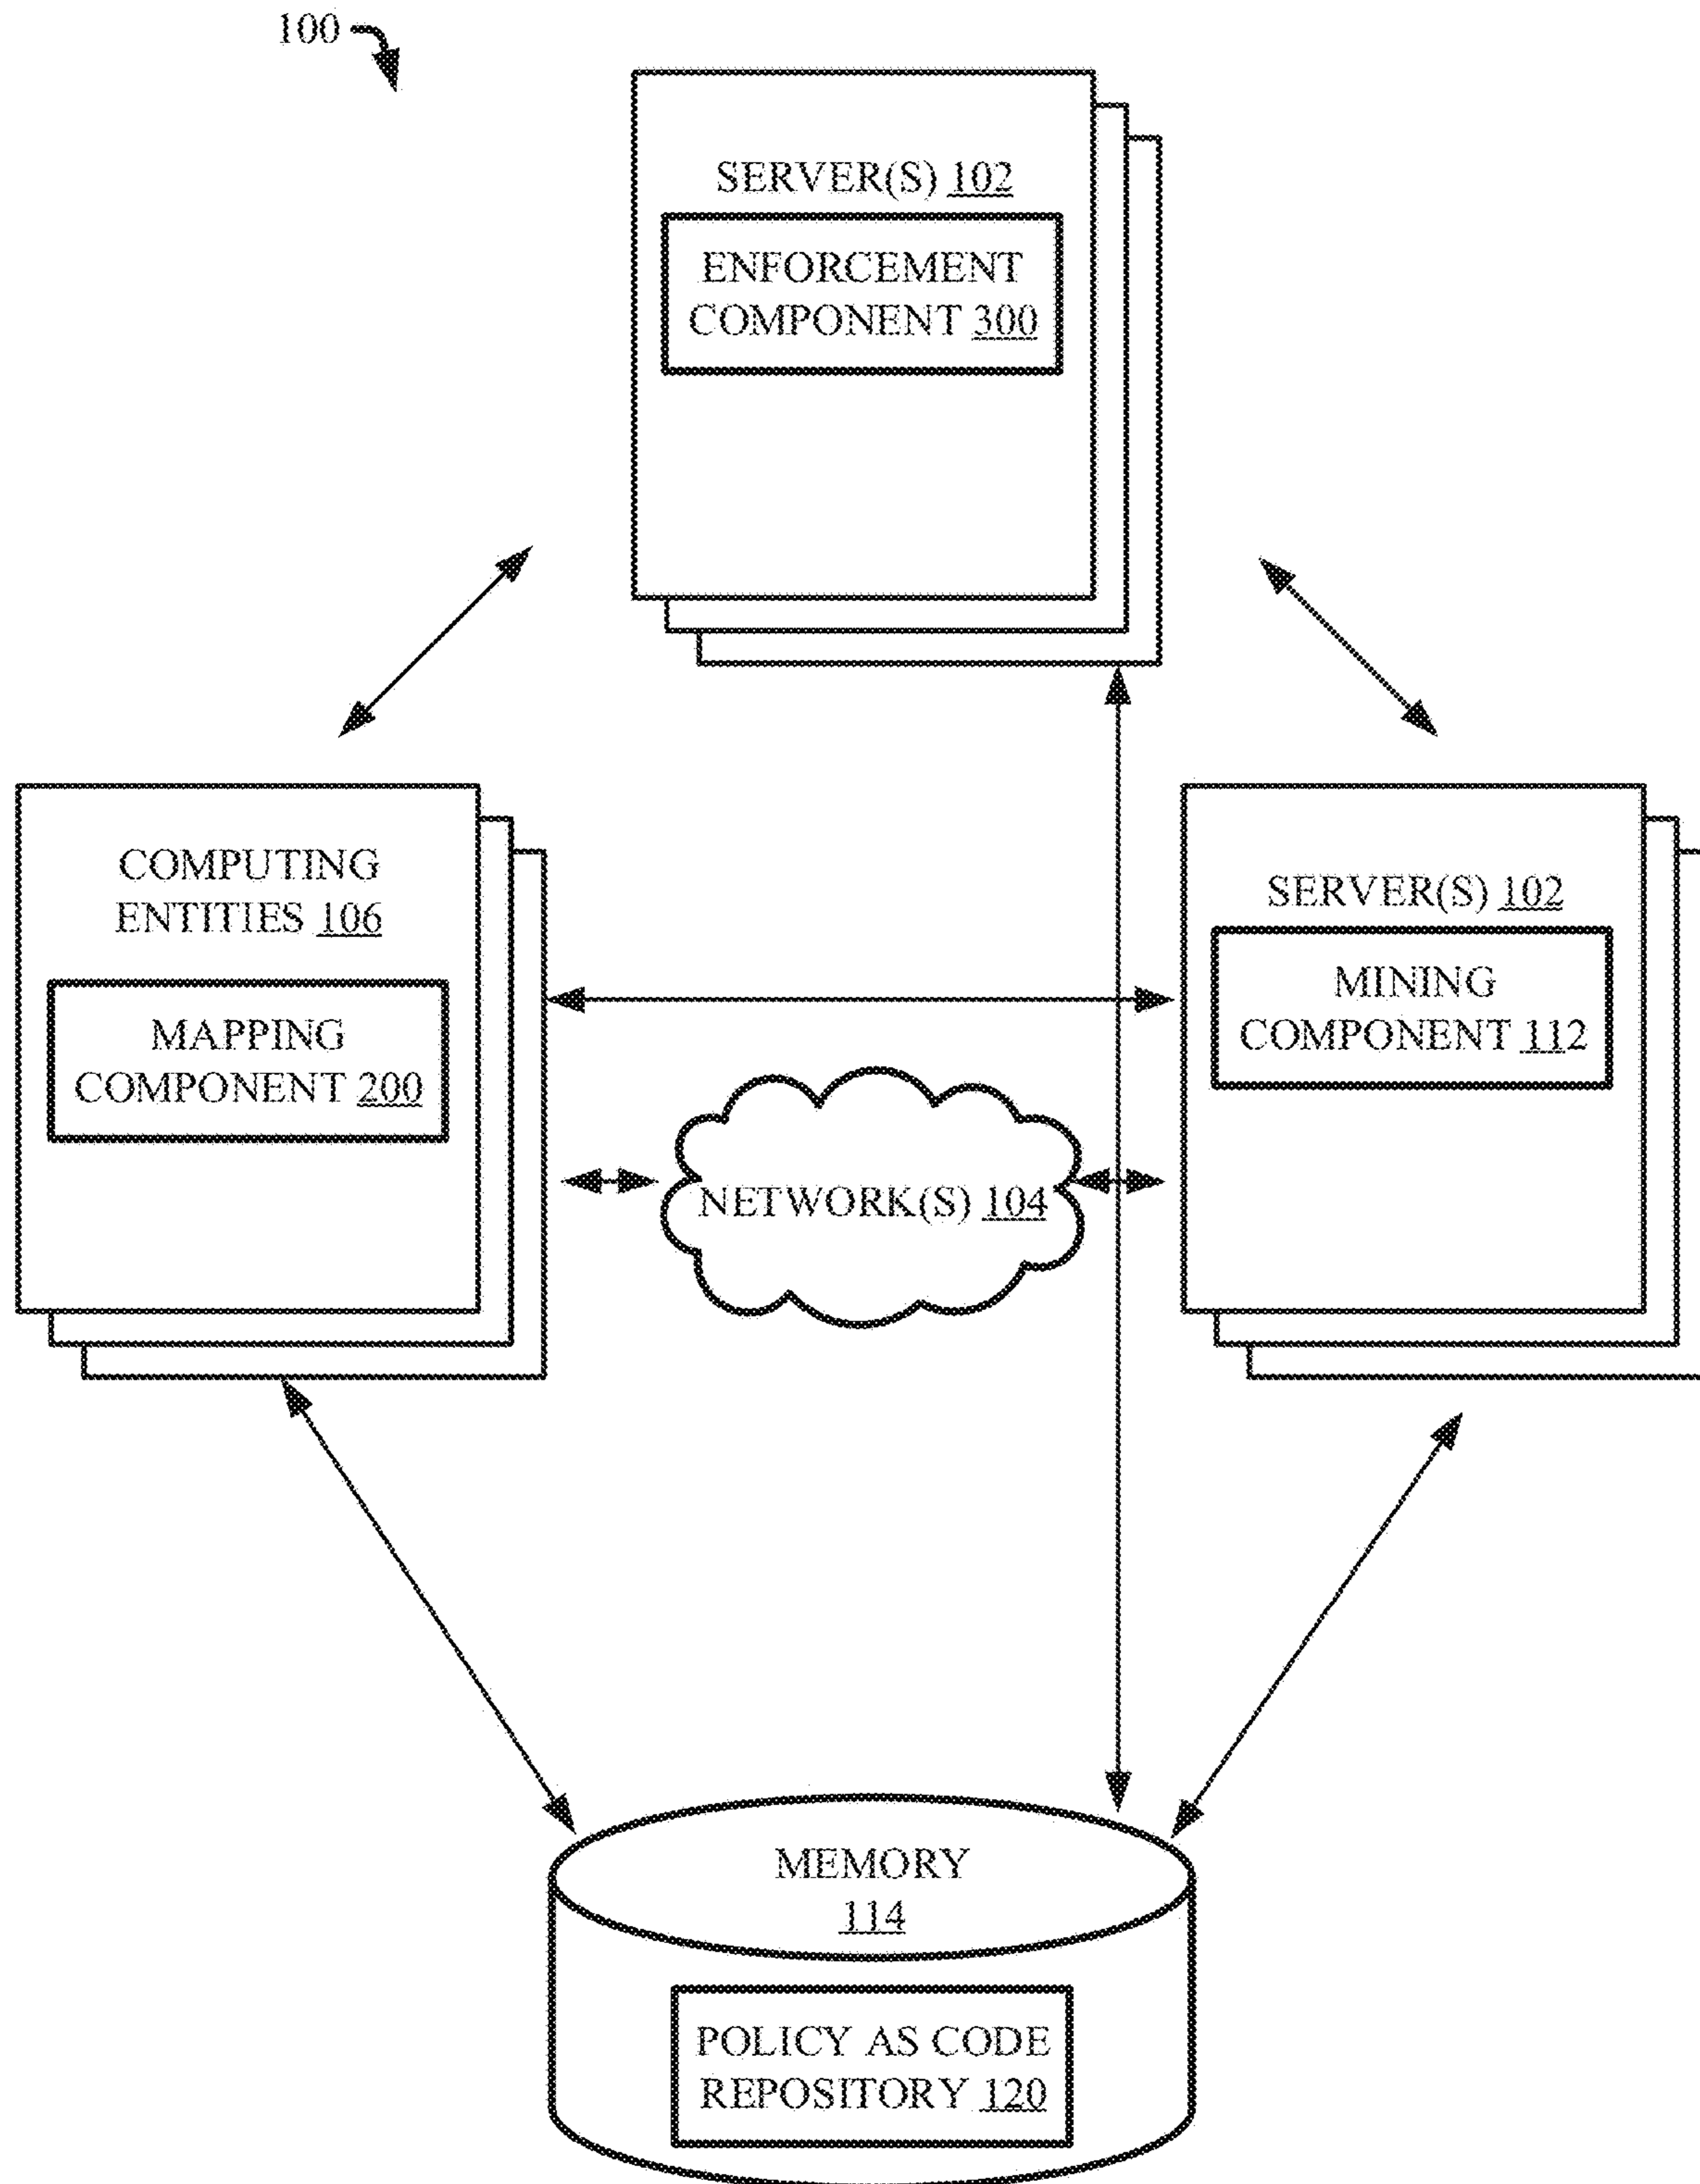 100
SERVER(S) 102
ENFORCEMENT
COMPONENT 300
COMPUTING
ENTITIES 106
MAPPING
COMPONENT 200
SERVER(S) 102
MINING
COMPONENT 112
NETWORK(S) 104
MEMORY
114
POLICY AS CODE
REPOSITORY 120